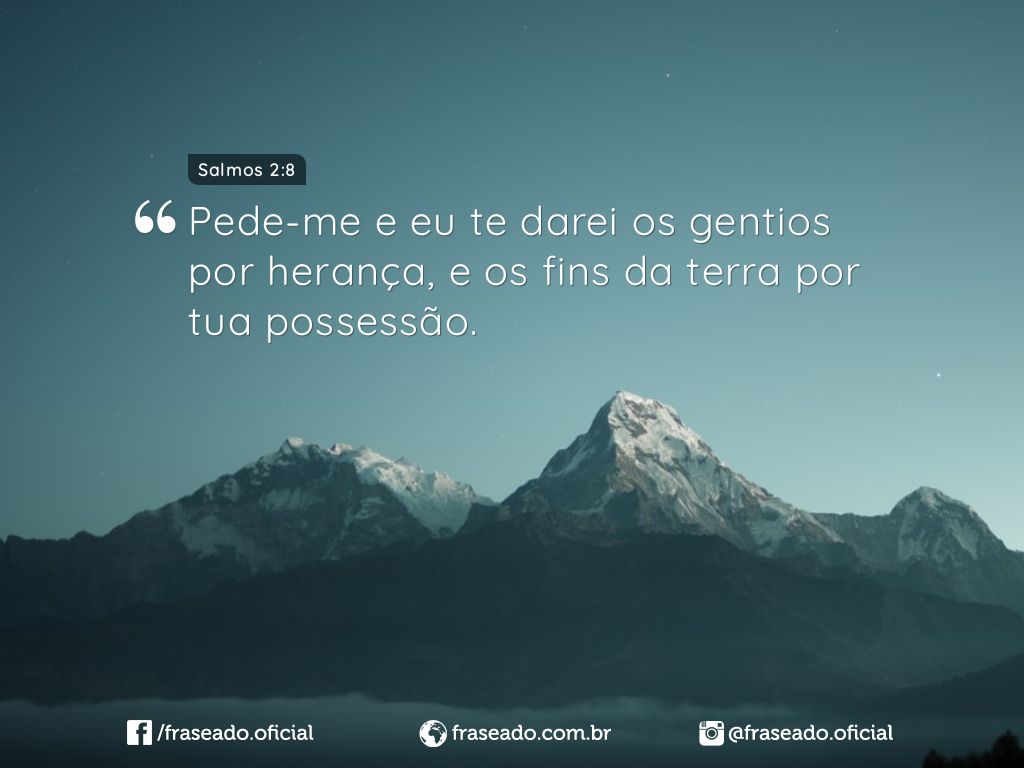 Salmos 2:8
Pede-me e eu te darei os gentios
por herança, e os fins da terra por
tua possessão.
/fraseado.oficial
fraseado.com.br
@fraseado.oficial